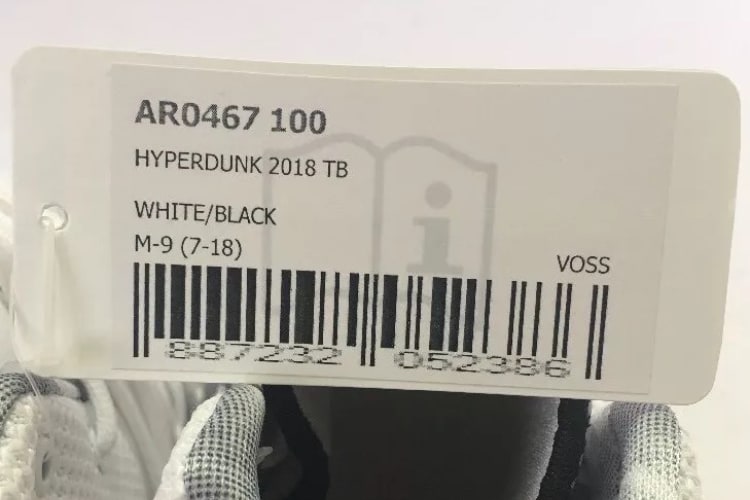 AR0467 100
HYPERDUNK 2018 TB
WHITE/BLACK
M-9 (7-18)
VOSS
887232 052386